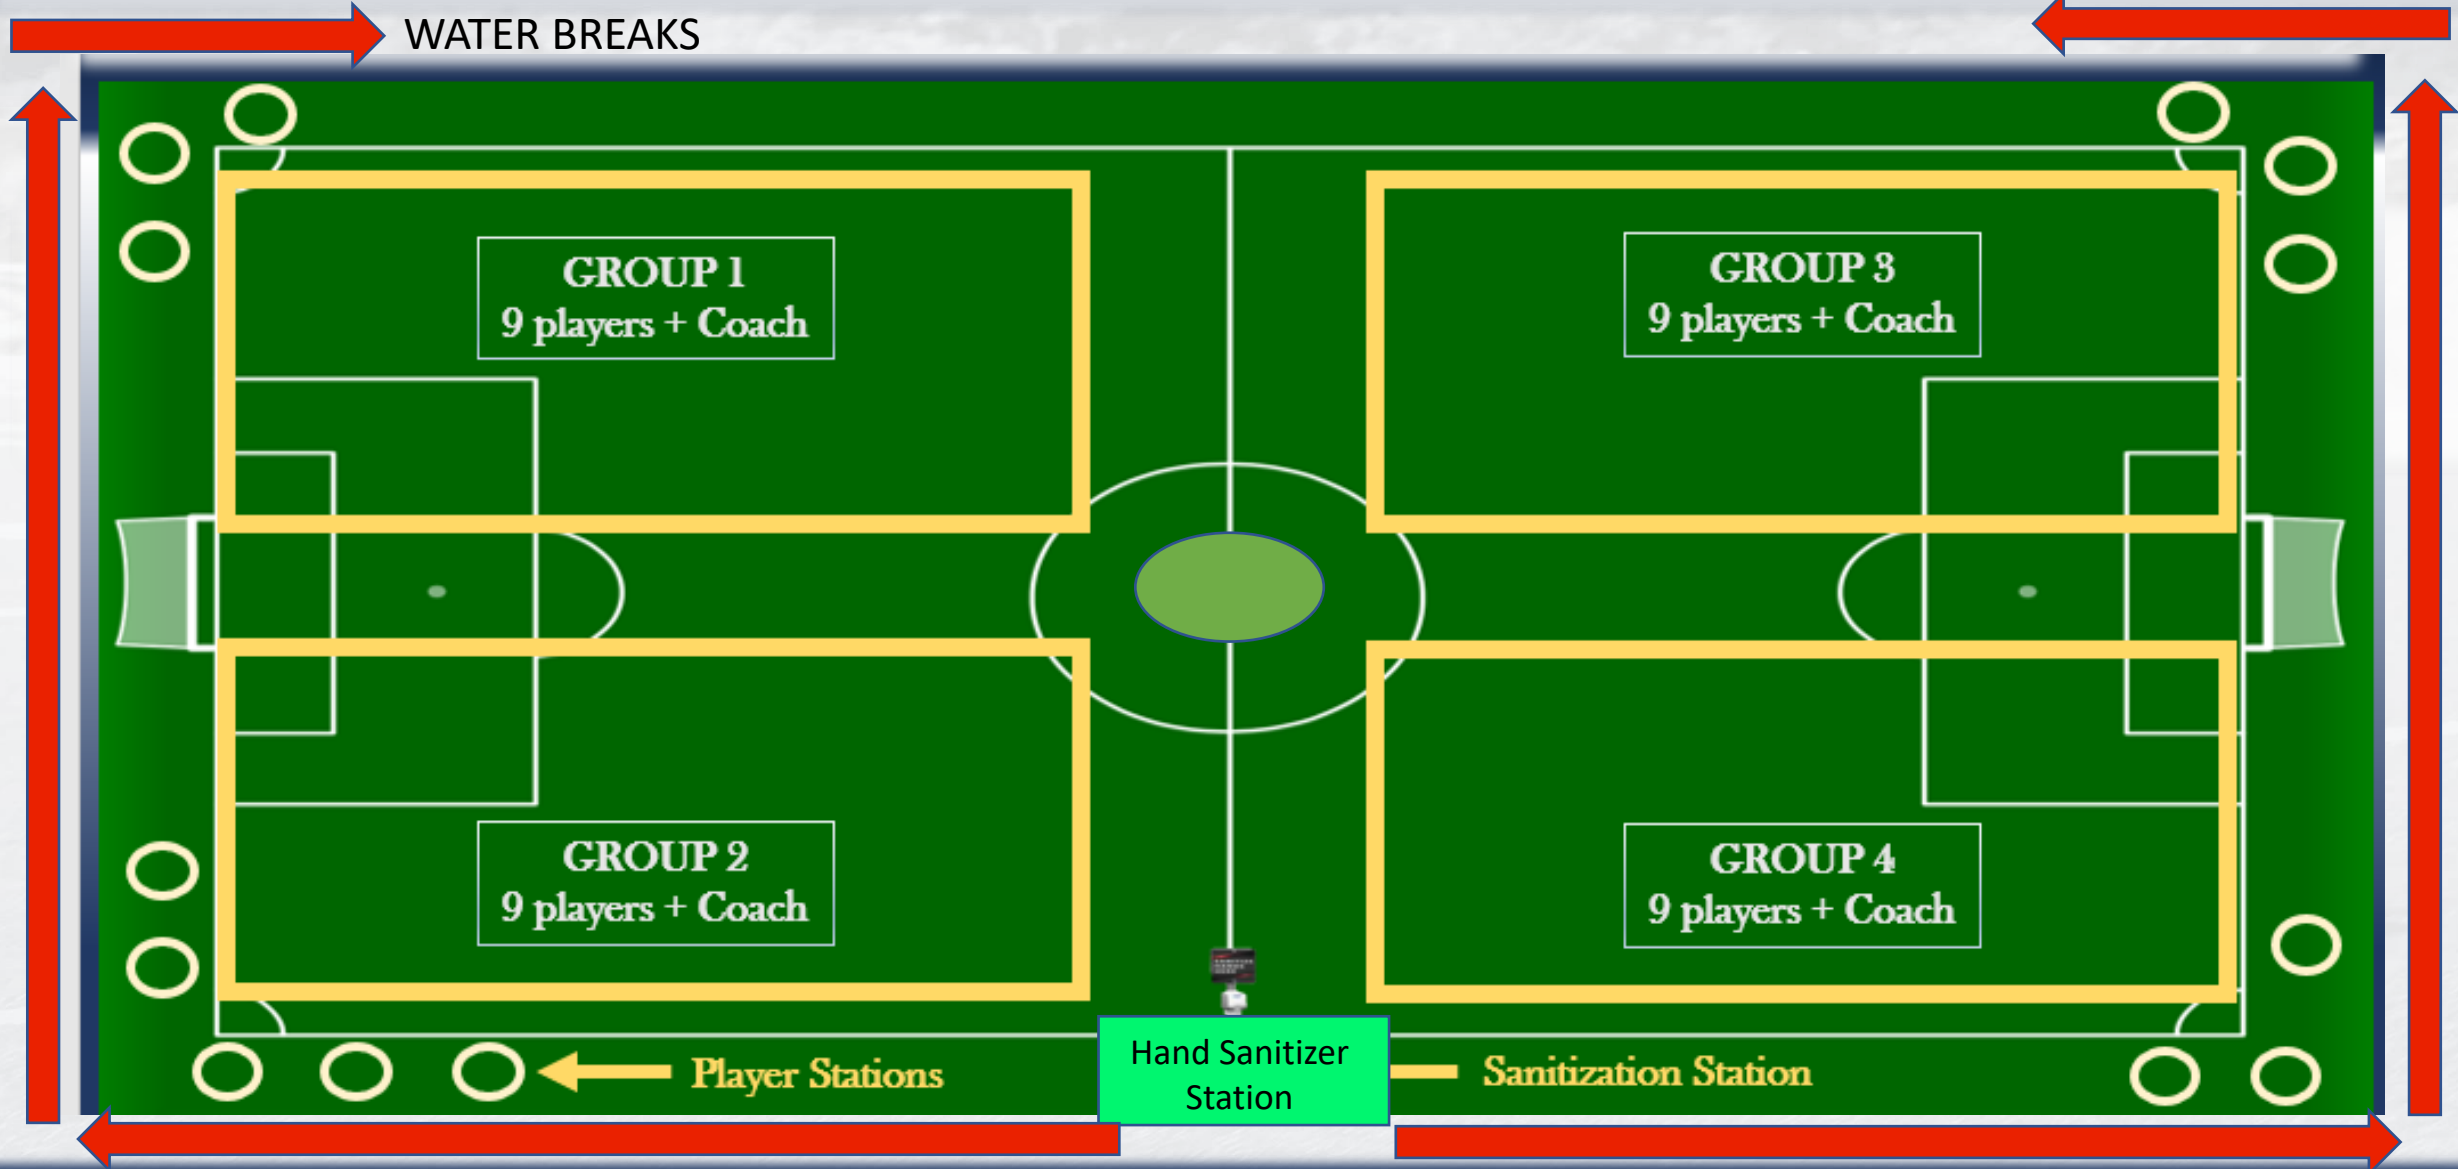 WATER BREAKS
GROUP 1
9 players + Coach
GROUP 3
9 players + Coach
GROUP 2
9 players + Coach
GROUP 4
9 players + Coach
Player Stations
Hand Sanitizer
Station
Sanitization Station